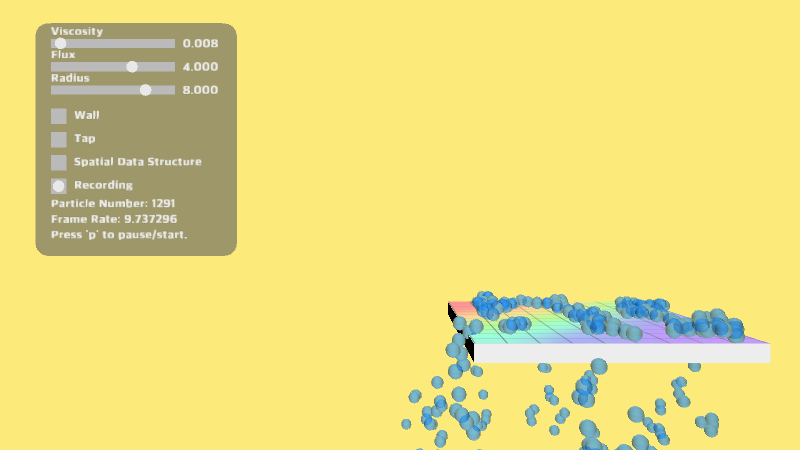 Viscosity
0.008
Flux
4.000
Radius
8.000
Wall
Tap
Spatial Data Structure
Recording
Particle Number: 1291
Frame Rate: 9.737296
Press `p` to pause/start.